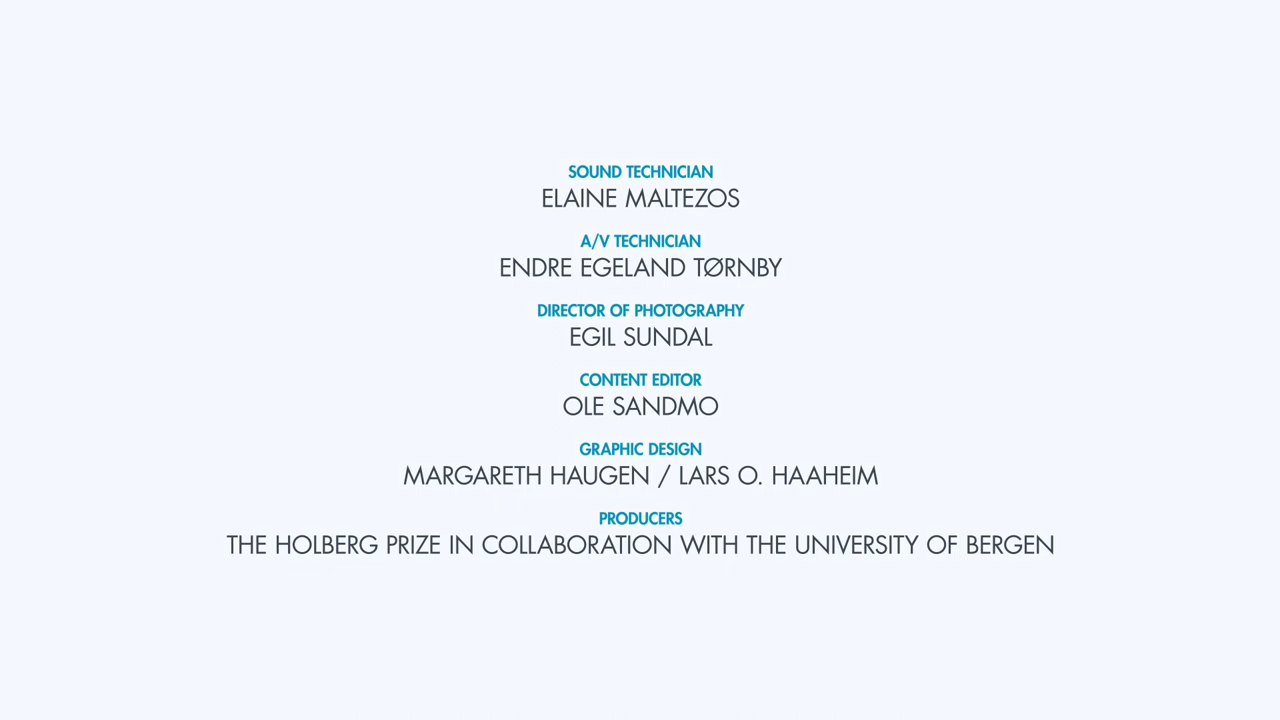 SOUND TECHNICIAN
ELAINE MALTEZOS
A/V TECHNICIAN
ENDRE EGELAND TØRNBY
DIRECTOR OF PHOTOGRAPHY
EGIL SUNDAL
CONTENT EDITOR
OLE SANDMO
GRAPHIC DESIGN
MARGARETH HAUGEN / LARS O. HAAHEIM
PRODUCERS
THE HOLBERG PRIZE IN COLLABORATION WITH THE UNIVERSITY OF BERGEN